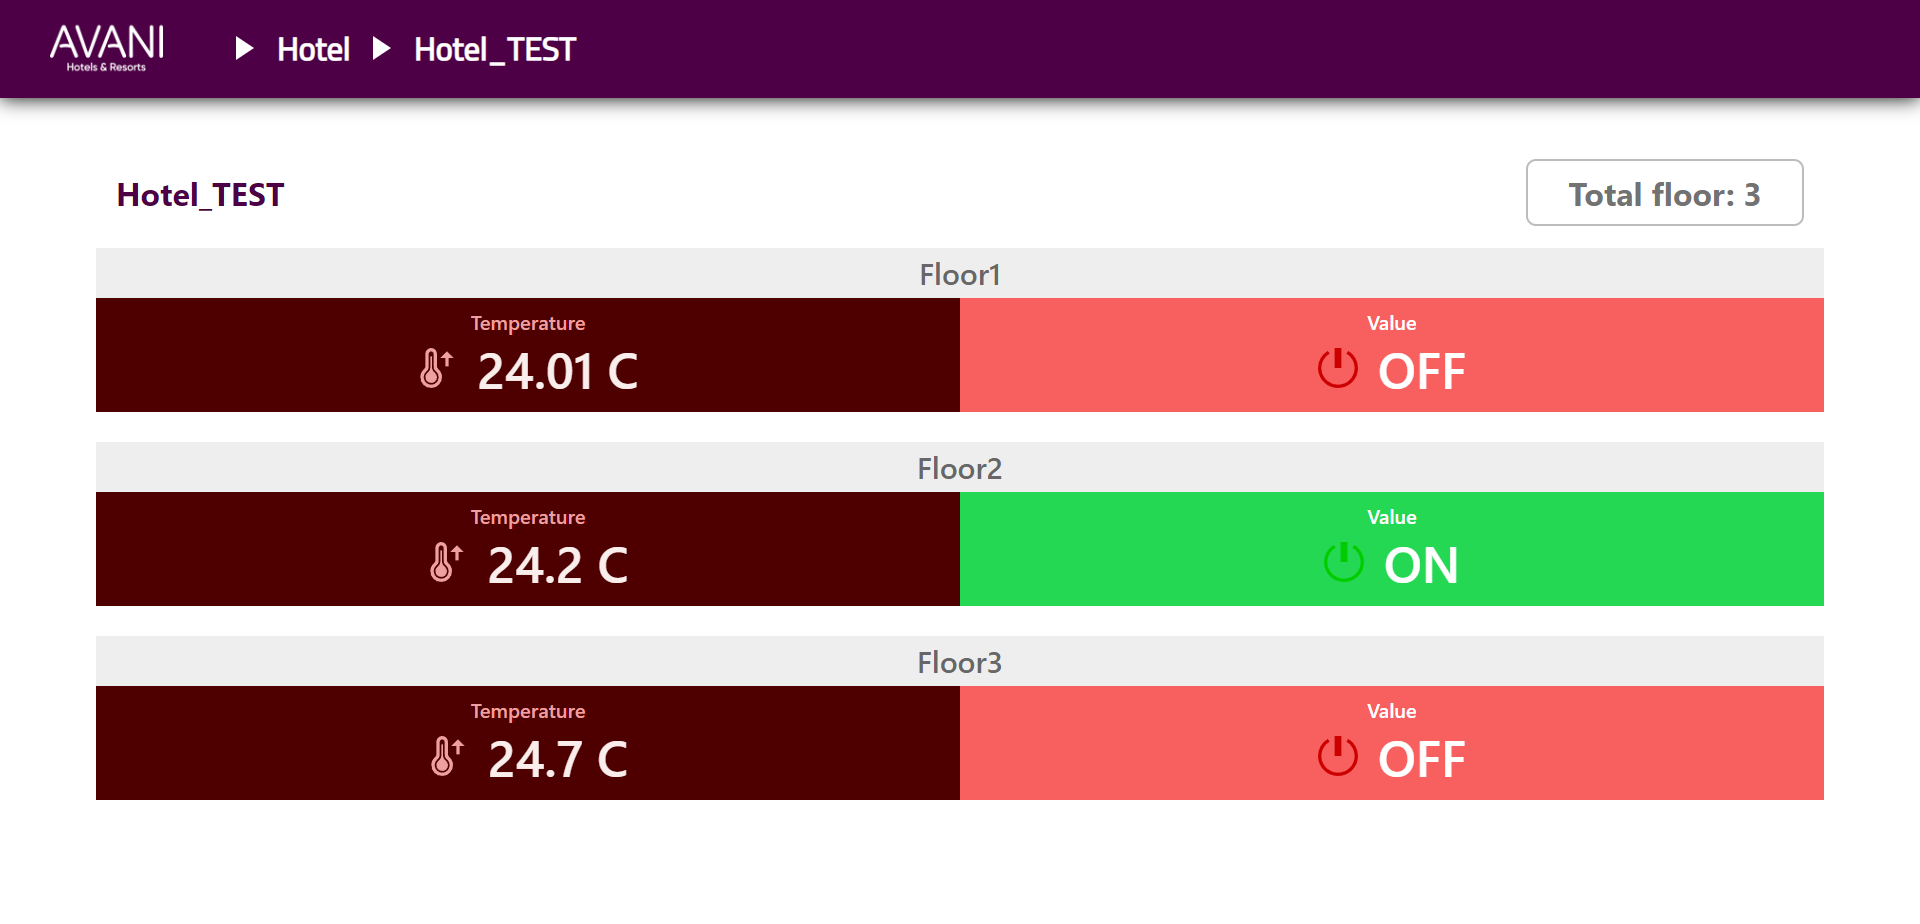 AVANI
Hotels & Resorts
Hotel
Hotel_TEST
Hotel_TEST
Total floor: 3
Floor1
Temperature
24.01 C
Value
OFF
Floor2
Temperature
24.2 C
Value
ON
Floor3
Temperature
24.7 C
Value
OFF